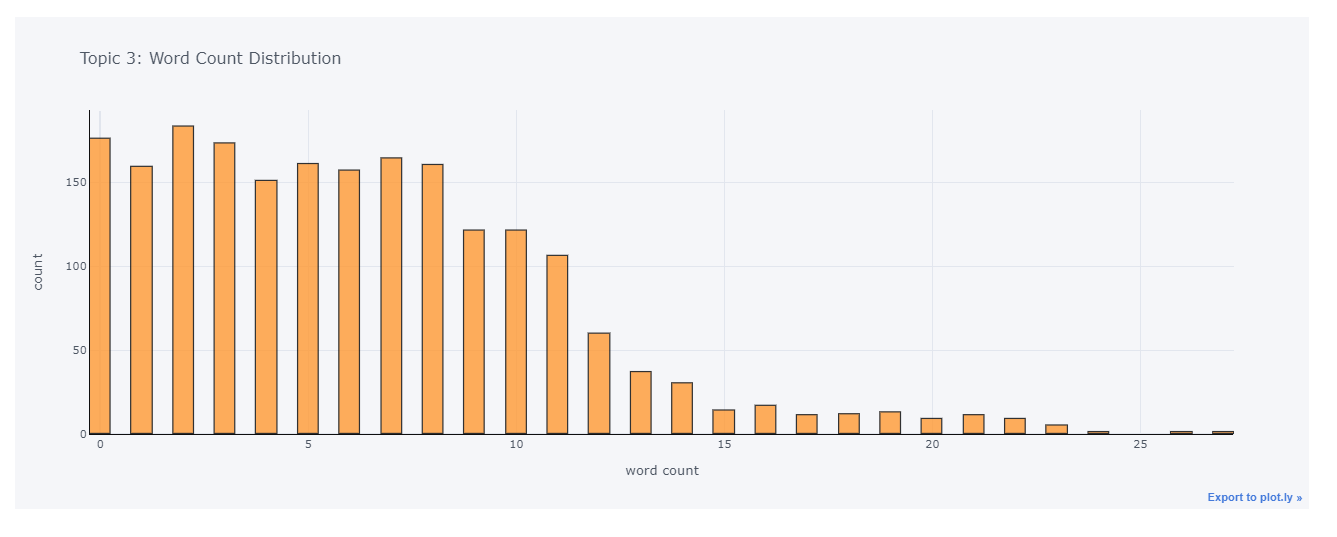 Topic 3: Word Count Distribution
150
100
50
0
count
0 5 10 15 20 25
word count
Export to plot.ly »